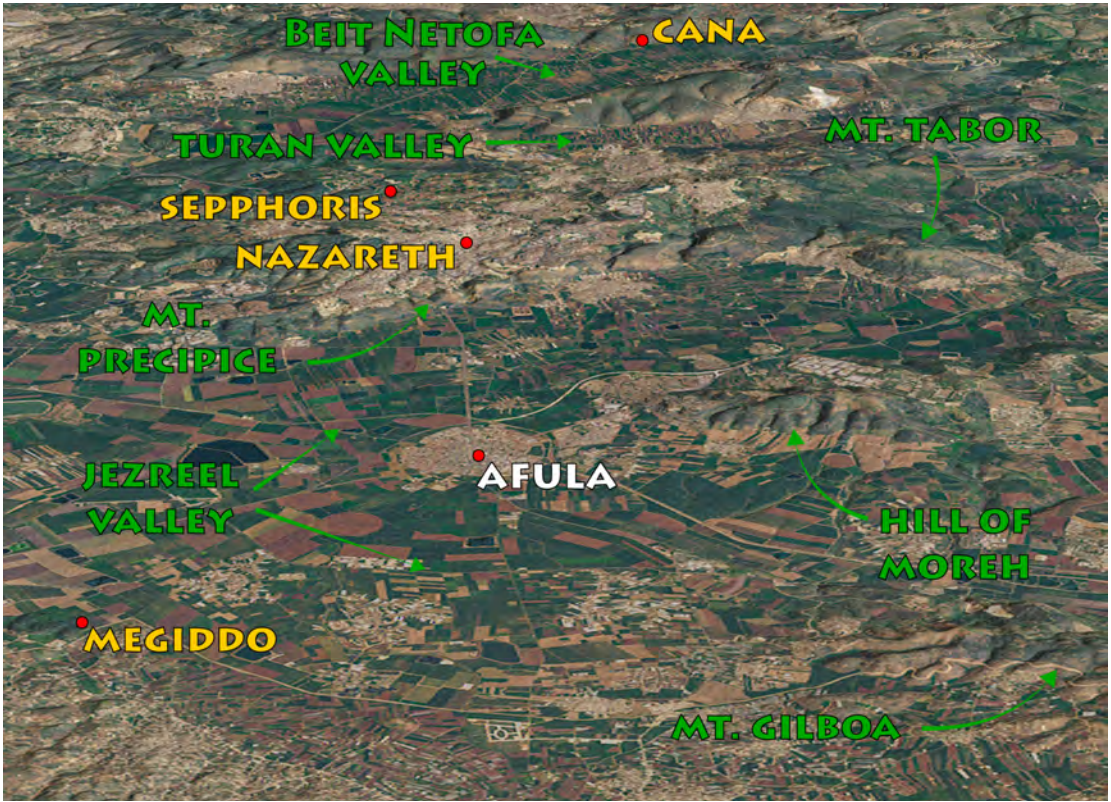 BEIT NETOFA
VALLEY
CANA
TURAN VALLEY
MT. TABOR
SEPPHORIS
NAZARETH
MT.
PRECIPICE
JEZREEL
VALLEY
AFULA
HILL OF
MOREH
MEGIDDO
MT. GILBOA